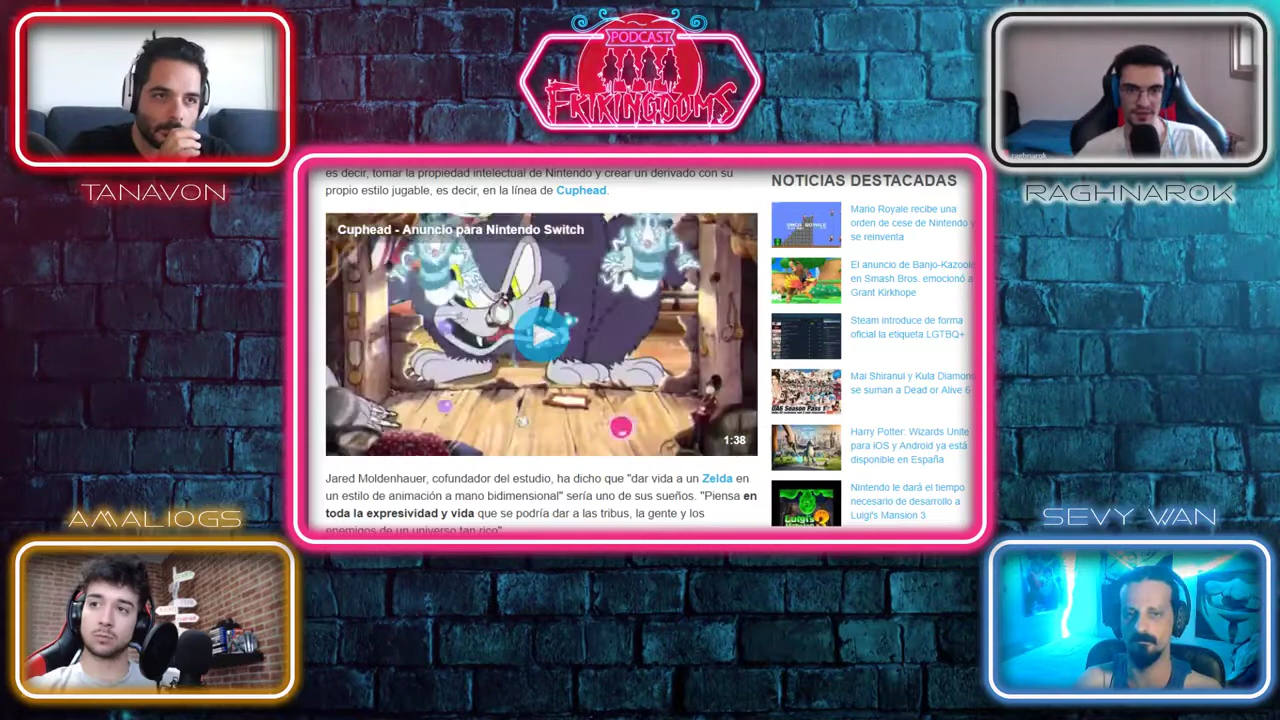 PODCAST
FRIKINGDOMS
TANAVON
RAGHNAROK
raghnarok
es decir, tomar la propiedad intelectual de Nintendo y crear un derivado con su
propio estilo jugable, es decir, en la línea de Cuphead.
Cuphead - Anuncio para Nintendo Switch
1:38
Jared Moldenhauer, cofundador del estudio, ha dicho que "dar vida a un Zelda en
un estilo de animación a mano bidimensional" sería uno de sus sueños. "Piensa en
toda la expresividad y vida que se podría dar a las tribus, la gente y los
enemigos de un universo tan rico".
NOTICIAS DESTACADAS
Mario Royale recibe una
orden de cese de Nintendo y
se reinventa
El anuncio de Banjo-Kazooie
en Smash Bros. emocionó a
Grant Kirkhope
Steam introduce de forma
oficial la etiqueta LGTBQ+
Mai Shiranui y Kula Diamond
se suman a Dead or Alive 6
Harry Potter: Wizards Unite
para iOS y Android ya está
disponible en España
Nintendo le dará el tiempo
necesario de desarrollo a
Luigi's Mansion 3
AMALIOGS
SEVY WAN